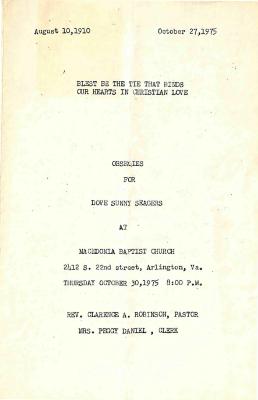 August 10,1910 October 27,1975
BLEST BE THE TIE THAT BINDS
OUR HEARTS IN CHRISTIAN LOVE
OBSEQIES
FOR
DOVE SUNNY SEAGERS
AT
MACEDONIA BAPTIST CHURCH
2412 S. 22nd street, Arlington, Va.
THURSDAY OCTOBER 30,1975 8:00 P.M.
REV. CLARENCE A. ROBINSON, PASTOR
MRS. PEGGY DANIEL , CLERK